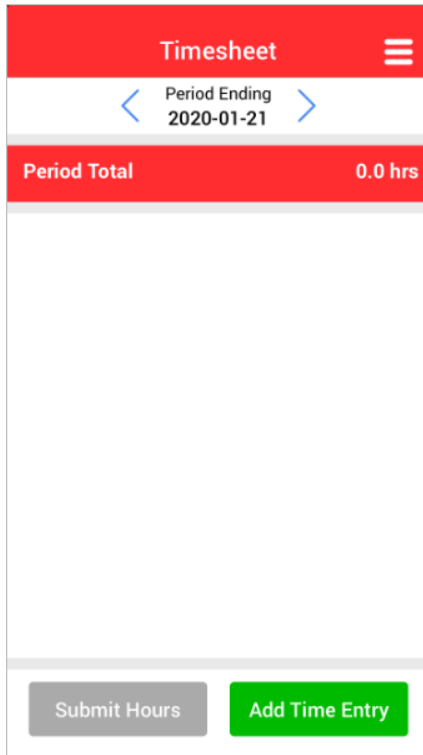 Timesheet
Period Ending
2020-01-21
Period Total 0.0 hrs
Submit Hours Add Time Entry